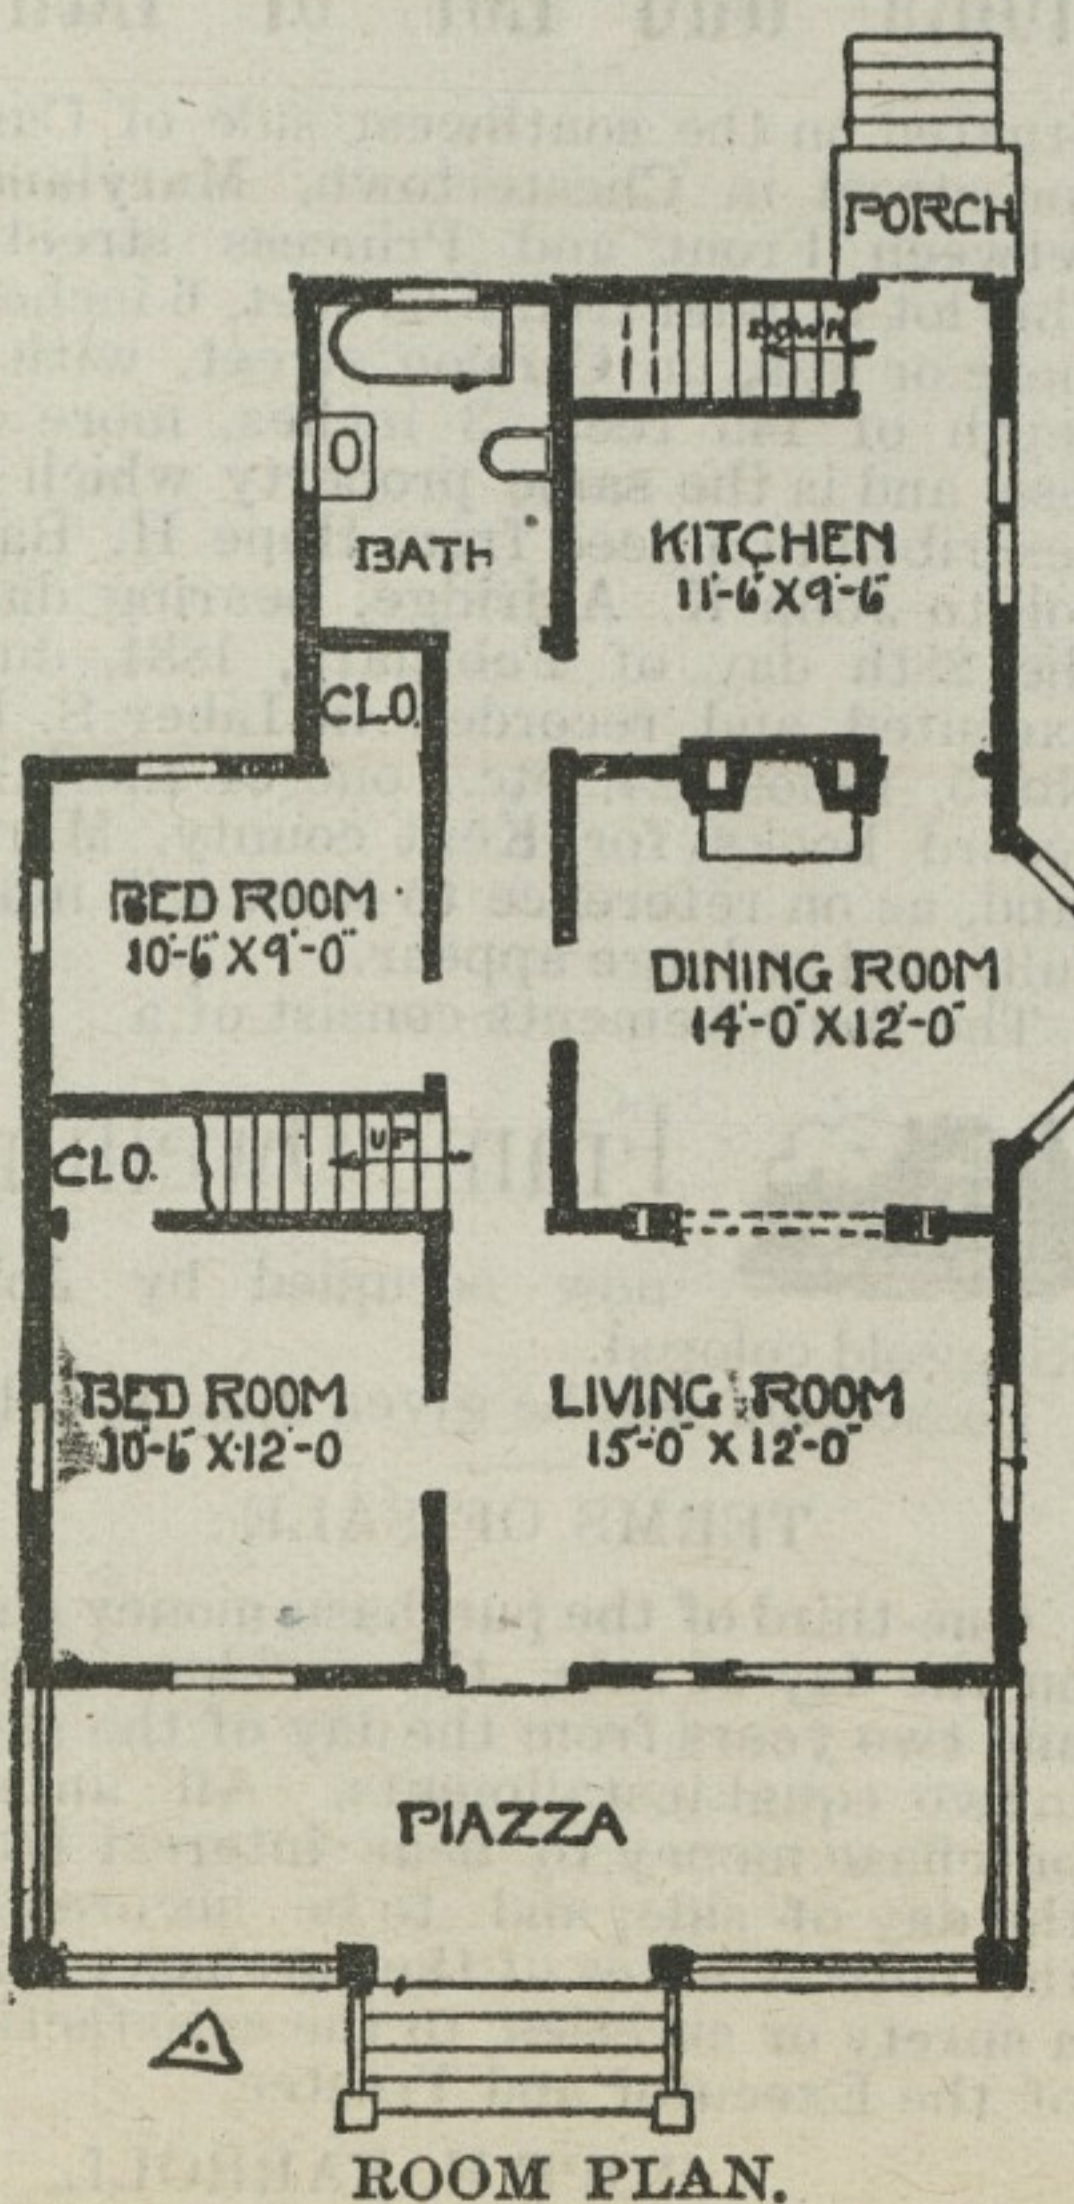 PORCH
DOWN
BATH
KITCHEN
11'-6" X 9'-6"
CLO.
BED ROOM
10'-6" X 9'-0"
DINING ROOM
14'-0" X 12'-0"
UP
CLO.
BED ROOM
10'-6" X 12'-0
LIVING ROOM
15'-0" X 12'-0"
PIAZZA
ROOM PLAN.